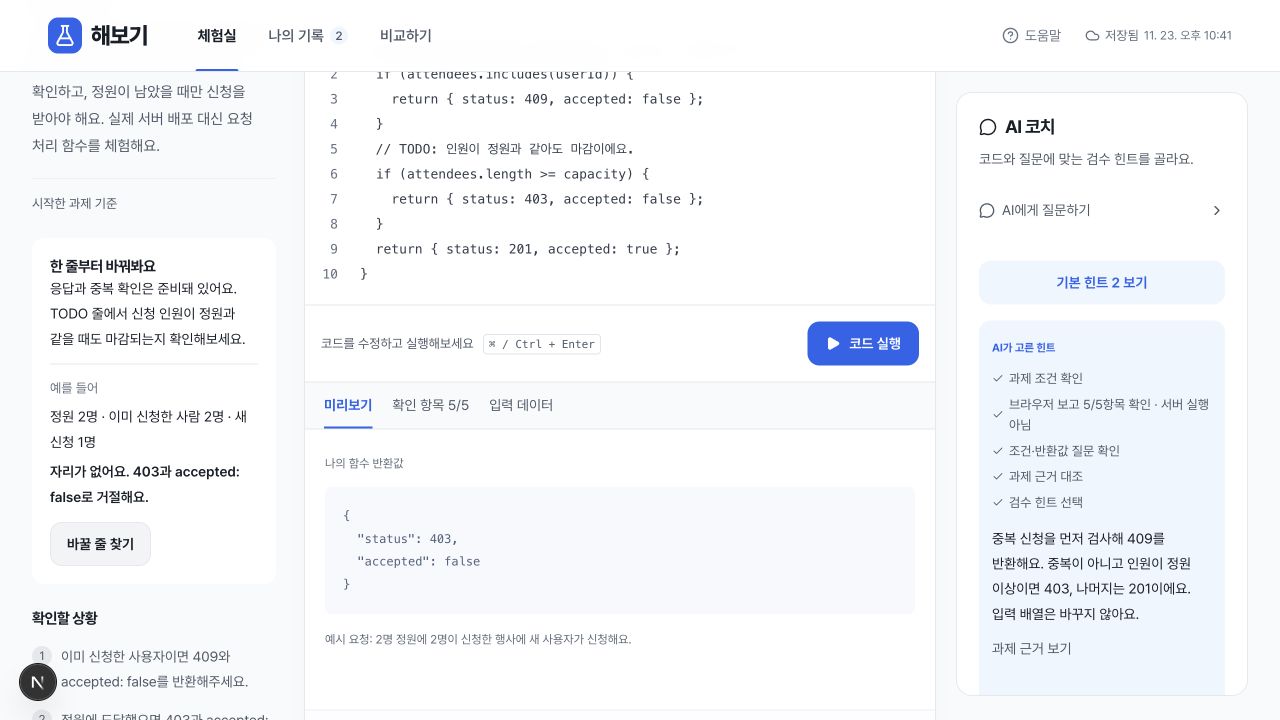 해보기
체험실
나의 기록 2
비교하기
도움말
저장됨 11. 23. 오후 10:41
확인하고, 정원이 남았을 때만 신청을
받아야 해요. 실제 서버 배포 대신 요청
처리 함수를 체험해요.
시작한 과제 기준
한 줄부터 바꿔봐요
응답과 중복 확인은 준비돼 있어요.
TODO 줄에서 신청 인원이 정원과
같을 때도 마감되는지 확인해보세요.
예를 들어
정원 2명 · 이미 신청한 사람 2명 · 새
신청 1명
자리가 없어요. 403과 accepted:
false로 거절해요.
바꿀 줄 찾기
확인할 상황
1 이미 신청한 사용자이면 409와
accepted: false를 반환해주세요.
2 정원에 도달했으면 403과 accepted:
N
2 if (attendees.includes(userId)) {
3 return { status: 409, accepted: false };
4 }
5 // TODO: 인원이 정원과 같아도 마감이에요.
6 if (attendees.length >= capacity) {
7 return { status: 403, accepted: false };
8 }
9 return { status: 201, accepted: true };
10 }
코드를 수정하고 실행해보세요 ⌘ / Ctrl + Enter
코드 실행
미리보기
확인 항목 5/5
입력 데이터
나의 함수 반환값
{
"status": 403,
"accepted": false
}
예시 요청: 2명 정원에 2명이 신청한 행사에 새 사용자가 신청해요.
AI 코치
코드와 질문에 맞는 검수 힌트를 골라요.
AI에게 질문하기
기본 힌트 2 보기
AI가 고른 힌트
과제 조건 확인
브라우저 보고 5/5항목 확인 · 서버 실행
아님
조건·반환값 질문 확인
과제 근거 대조
검수 힌트 선택
중복 신청을 먼저 검사해 409를
반환해요. 중복이 아니고 인원이 정원
이상이면 403, 나머지는 201이에요.
입력 배열은 바꾸지 않아요.
과제 근거 보기